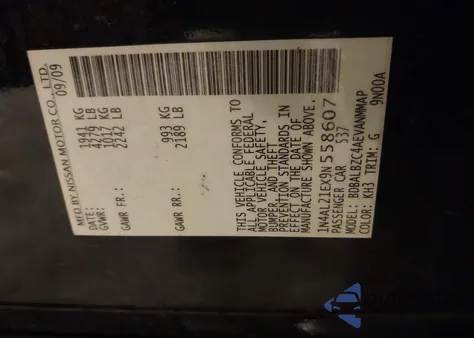 MFD BY NISSAN MOTOR CO., LTD.
09/09
1941 KG
GVWR: 4279 LB
1017 KG
GAWR FR.: 2242 LB
993 KG
GAWR RR.: 2189 LB
THIS VEHICLE CONFORMS TO
ALL APPLICABLE FEDERAL
MOTOR VEHICLE SAFETY,
BUMPER, AND THEFT
PREVENTION STANDARDS IN
EFFECT ON THE DATE OF
MANUFACTURE SHOWN ABOVE.
1N4AL21EX9N558607
PASSENGER CAR 537
MODEL: BDBALBZC4AEVANMMAP
COLOR: KH3 TRIM: G
9N00A